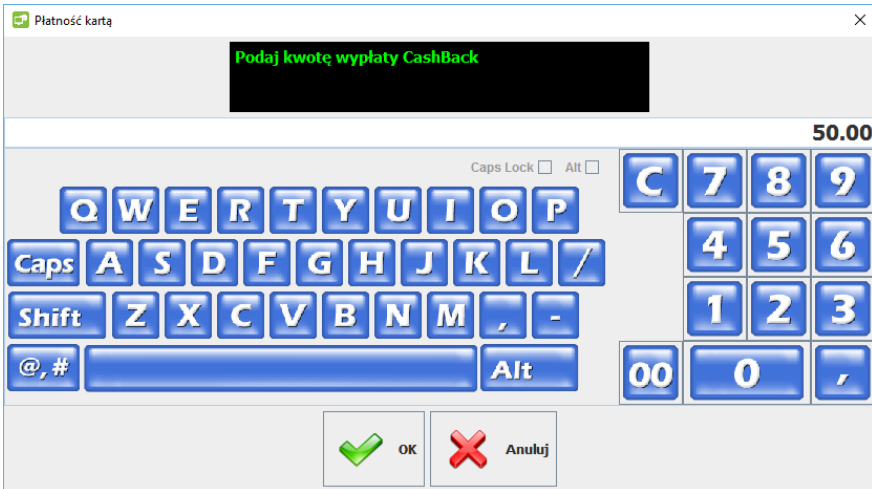 Płatność kartą
Podaj kwotę wypłaty CashBack
50.00
Caps Lock Alt
C 7 8 9
Q W E R T Y U I O P
4 5 6
Caps A S D F G H J K L /
1 2 3
Shift Z X C V B N M , -
@,# Alt
00 0 ,
OK Anuluj